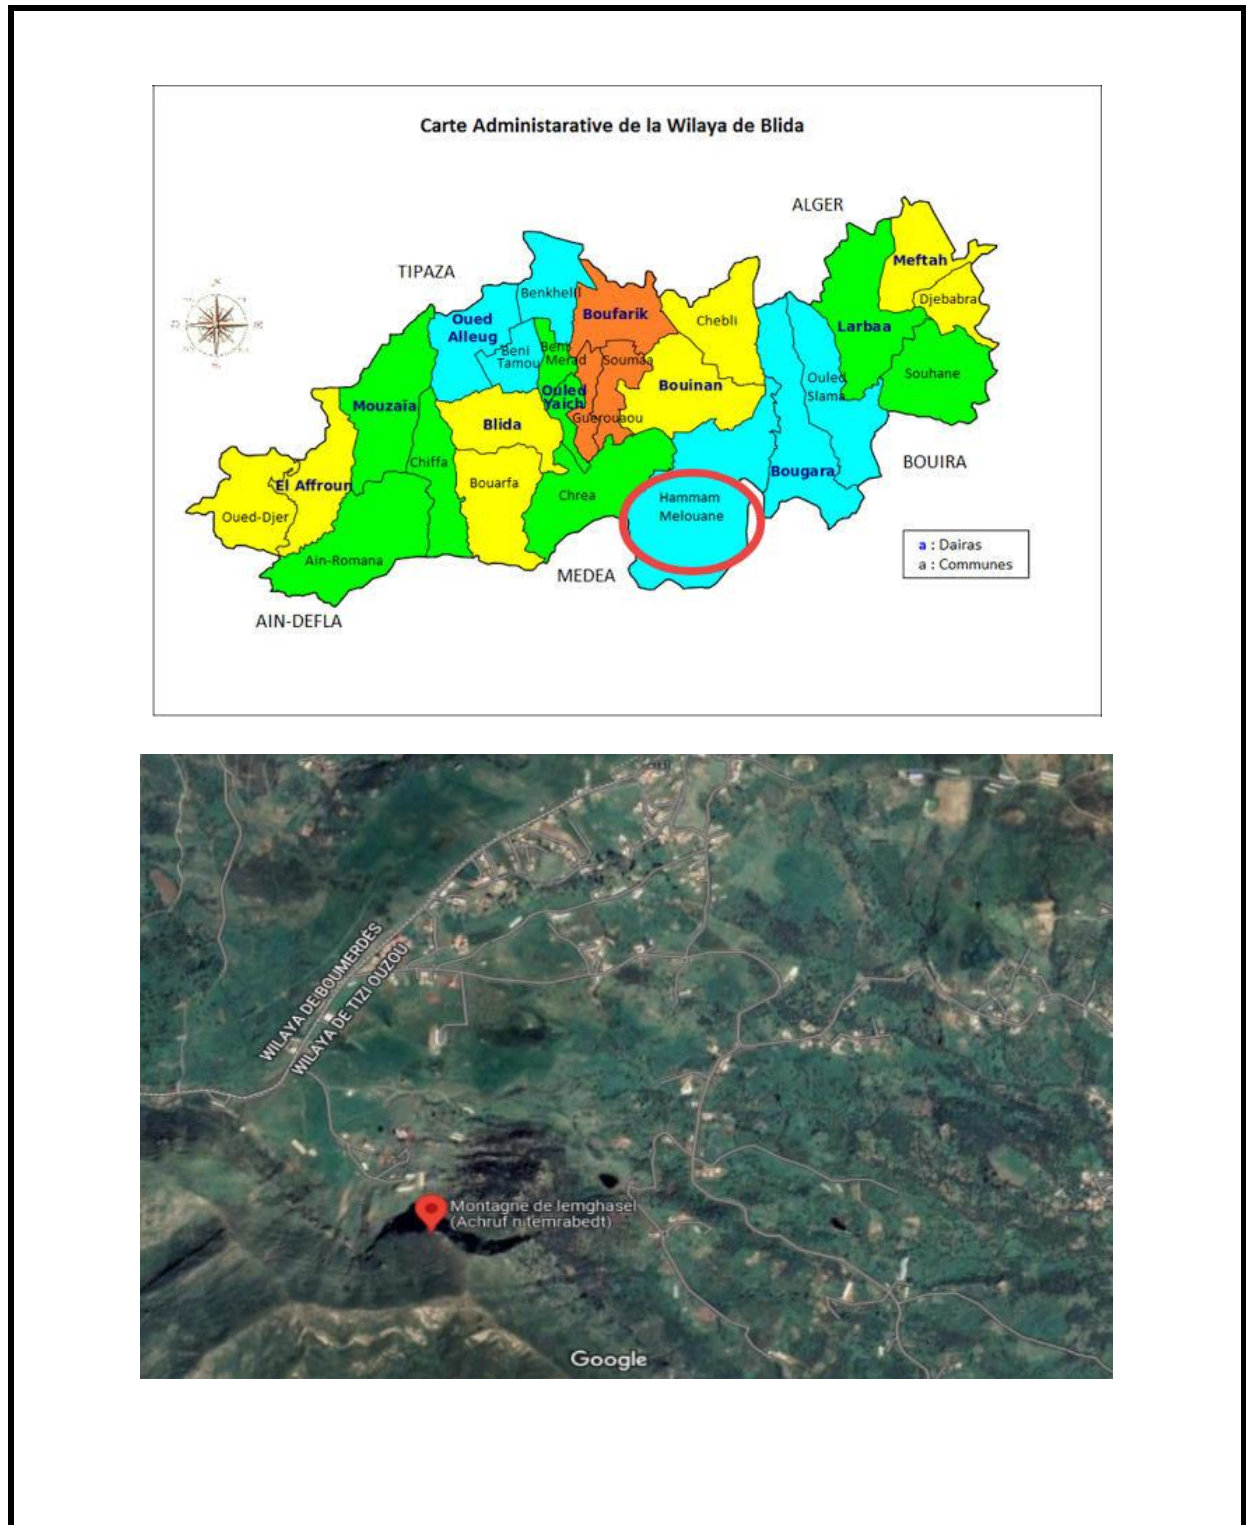 Carte Administarative de la Wilaya de Blida
ALGER
TIPAZA
Meftah
Djebabra
Benkhelil
Boufarik
Chebli
Oued
Alleug
Larbaa
Beni
Tamou
Beni
Merad
Soumaa
Souhane
Ouled
Slama
Bouinan
Ouled
Yaich
Mouzaïa
Guerouaou
Blida
Chiffa
BOUIRA
Bougara
El Affroun
Bouarfa
Chrea
Hammam
Melouane
Oued-Djer
Ain-Romana
MEDEA
AIN-DEFLA
a : Dairas
a : Communes
WILAYA DE BOUMERDÈS
WILAYA DE TIZI OUZOU
Montagne de lemghasel
(Achruf n temrabedt)
Google